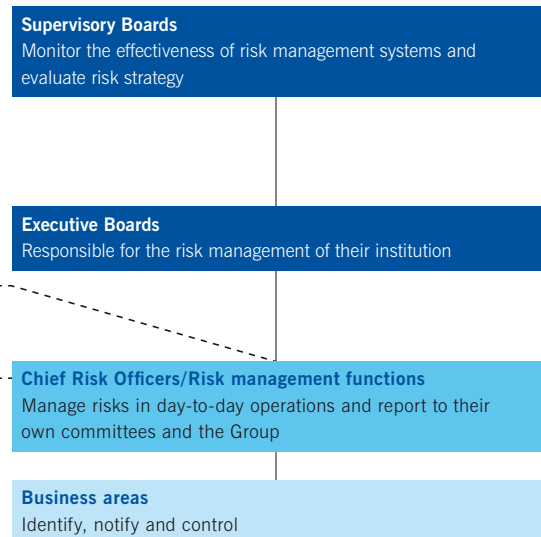 Supervisory Boards
Monitor the effectiveness of risk management systems and
evaluate risk strategy
Executive Boards
Responsible for the risk management of their institution
Chief Risk Officers/Risk management functions
Manage risks in day-to-day operations and report to their
own committees and the Group
Business areas
Identify, notify and control